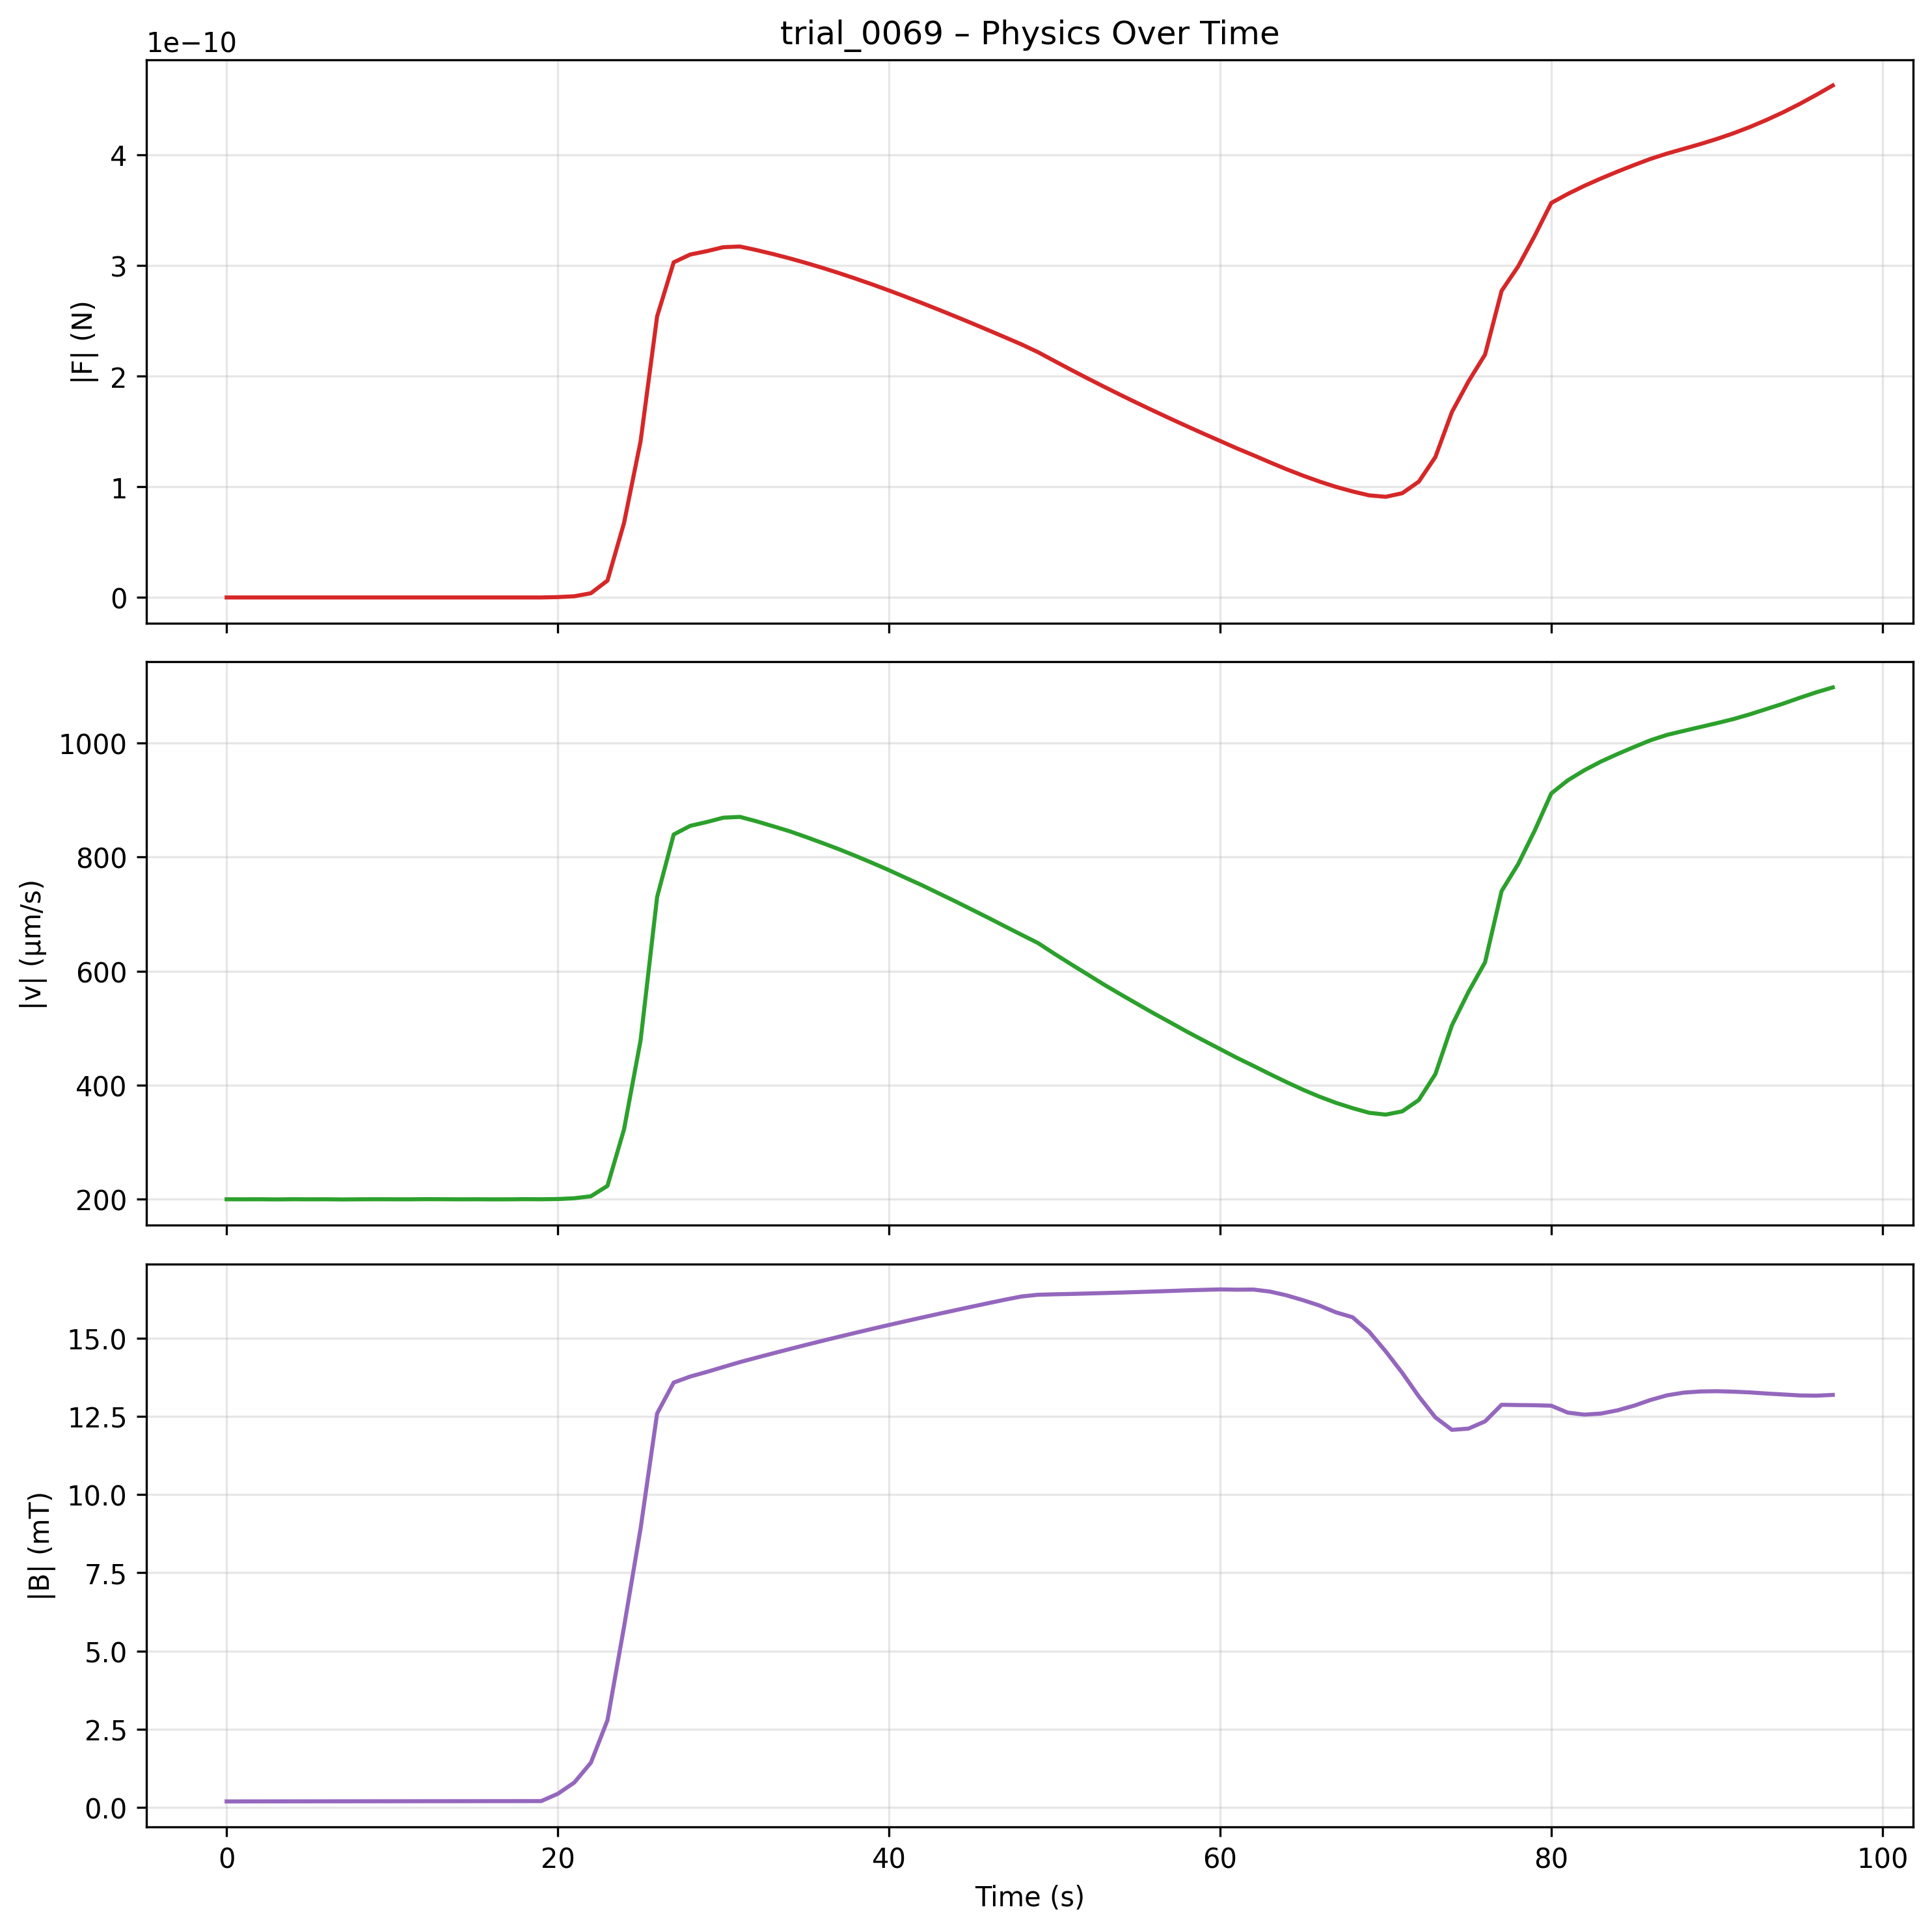 trial_0069 – Physics Over Time
1e−10
|F| (N)
4
3
2
1
0
|v| (μm/s)
1000
800
600
400
200
|B| (mT)
15.0
12.5
10.0
7.5
5.0
2.5
0.0
0 20 40 60 80 100
Time (s)